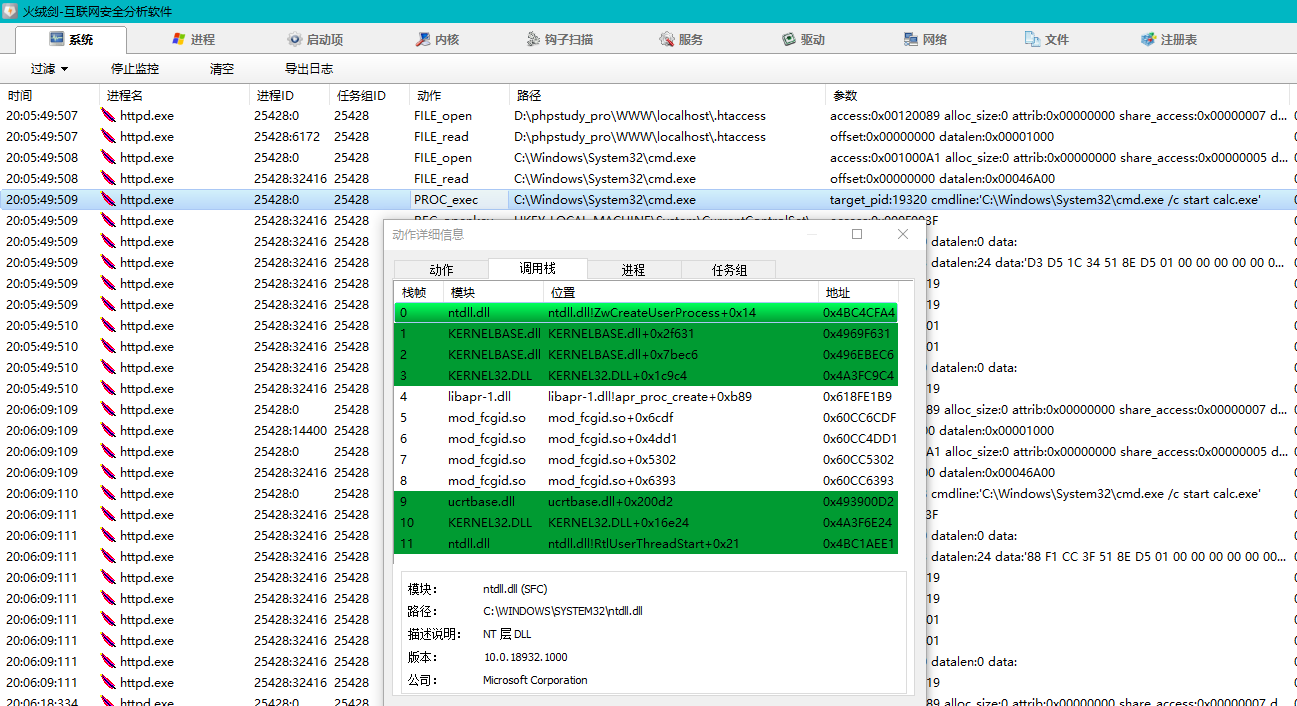 火绒剑-互联网安全分析软件
系统 进程 启动项 内核 钩子扫描 服务 驱动 网络 文件 注册表
过滤 停止监控 清空 导出日志
时间 进程名 进程ID 任务组ID 动作 路径 参数
20:05:49:507 httpd.exe 25428:0 25428 FILE_open D:\phpstudy_pro\WWW\localhost\.htaccess access:0x00120089 alloc_size:0 attrib:0x00000000 share_access:0x00000007 d...
20:05:49:507 httpd.exe 25428:6172 25428 FILE_read D:\phpstudy_pro\WWW\localhost\.htaccess offset:0x00000000 datalen:0x00001000
20:05:49:508 httpd.exe 25428:0 25428 FILE_open C:\Windows\System32\cmd.exe access:0x001000A1 alloc_size:0 attrib:0x00000000 share_access:0x00000005 d...
20:05:49:508 httpd.exe 25428:32416 25428 FILE_read C:\Windows\System32\cmd.exe offset:0x00000000 datalen:0x00046A00
20:05:49:509 httpd.exe 25428:0 25428 PROC_exec C:\Windows\System32\cmd.exe target_pid:19320 cmdline:'C:\Windows\System32\cmd.exe /c start calc.exe'
20:05:49:509 httpd.exe 25428:32416 25428
20:05:49:509 httpd.exe 25428:32416 25428 datalen:0 data:
20:05:49:509 httpd.exe 25428:32416 25428 datalen:24 data:'D3 D5 1C 34 51 8E D5 01 00 00 00 00 00 0...
20:05:49:509 httpd.exe 25428:32416 25428 19
20:05:49:509 httpd.exe 25428:32416 25428 19
20:05:49:510 httpd.exe 25428:32416 25428 01
20:05:49:510 httpd.exe 25428:32416 25428 01
20:05:49:510 httpd.exe 25428:32416 25428 datalen:0 data:
20:05:49:510 httpd.exe 25428:32416 25428 19
20:06:09:109 httpd.exe 25428:0 25428 89 alloc_size:0 attrib:0x00000000 share_access:0x00000007 d...
20:06:09:109 httpd.exe 25428:14400 25428 00 datalen:0x00001000
20:06:09:109 httpd.exe 25428:0 25428 A1 alloc_size:0 attrib:0x00000000 share_access:0x00000005 d...
20:06:09:109 httpd.exe 25428:32416 25428 00 datalen:0x00046A00
20:06:09:110 httpd.exe 25428:0 25428 cmdline:'C:\Windows\System32\cmd.exe /c start calc.exe'
20:06:09:111 httpd.exe 25428:32416 25428 3F
20:06:09:111 httpd.exe 25428:32416 25428 datalen:0 data:
20:06:09:111 httpd.exe 25428:32416 25428 datalen:24 data:'88 F1 CC 3F 51 8E D5 01 00 00 00 00 00 00...
20:06:09:111 httpd.exe 25428:32416 25428 19
20:06:09:111 httpd.exe 25428:32416 25428 19
20:06:09:111 httpd.exe 25428:32416 25428 01
20:06:09:111 httpd.exe 25428:32416 25428 01
20:06:09:111 httpd.exe 25428:32416 25428 datalen:0 data:
20:06:09:111 httpd.exe 25428:32416 25428 19
20:06:18:334 httpd.exe 25428:0 25428 89 alloc_size:0 attrib:0x00000000 share_access:0x00000007 d...
动作详细信息
动作 调用栈 进程 任务组
栈帧 模块 位置 地址
0 ntdll.dll ntdll.dll!ZwCreateUserProcess+0x14 0x4BC4CFA4
1 KERNELBASE.dll KERNELBASE.dll+0x2f631 0x4969F631
2 KERNELBASE.dll KERNELBASE.dll+0x7bec6 0x496EBEC6
3 KERNEL32.DLL KERNEL32.DLL+0x1c9c4 0x4A3FC9C4
4 libapr-1.dll libapr-1.dll!apr_proc_create+0xb89 0x618FE1B9
5 mod_fcgid.so mod_fcgid.so+0x6cdf 0x60CC6CDF
6 mod_fcgid.so mod_fcgid.so+0x4dd1 0x60CC4DD1
7 mod_fcgid.so mod_fcgid.so+0x5302 0x60CC5302
8 mod_fcgid.so mod_fcgid.so+0x6393 0x60CC6393
9 ucrtbase.dll ucrtbase.dll+0x200d2 0x493900D2
10 KERNEL32.DLL KERNEL32.DLL+0x16e24 0x4A3F6E24
11 ntdll.dll ntdll.dll!RtlUserThreadStart+0x21 0x4BC1AEE1
模块： ntdll.dll (SFC)
路径： C:\WINDOWS\SYSTEM32\ntdll.dll
描述说明： NT 层 DLL
版本： 10.0.18932.1000
公司： Microsoft Corporation